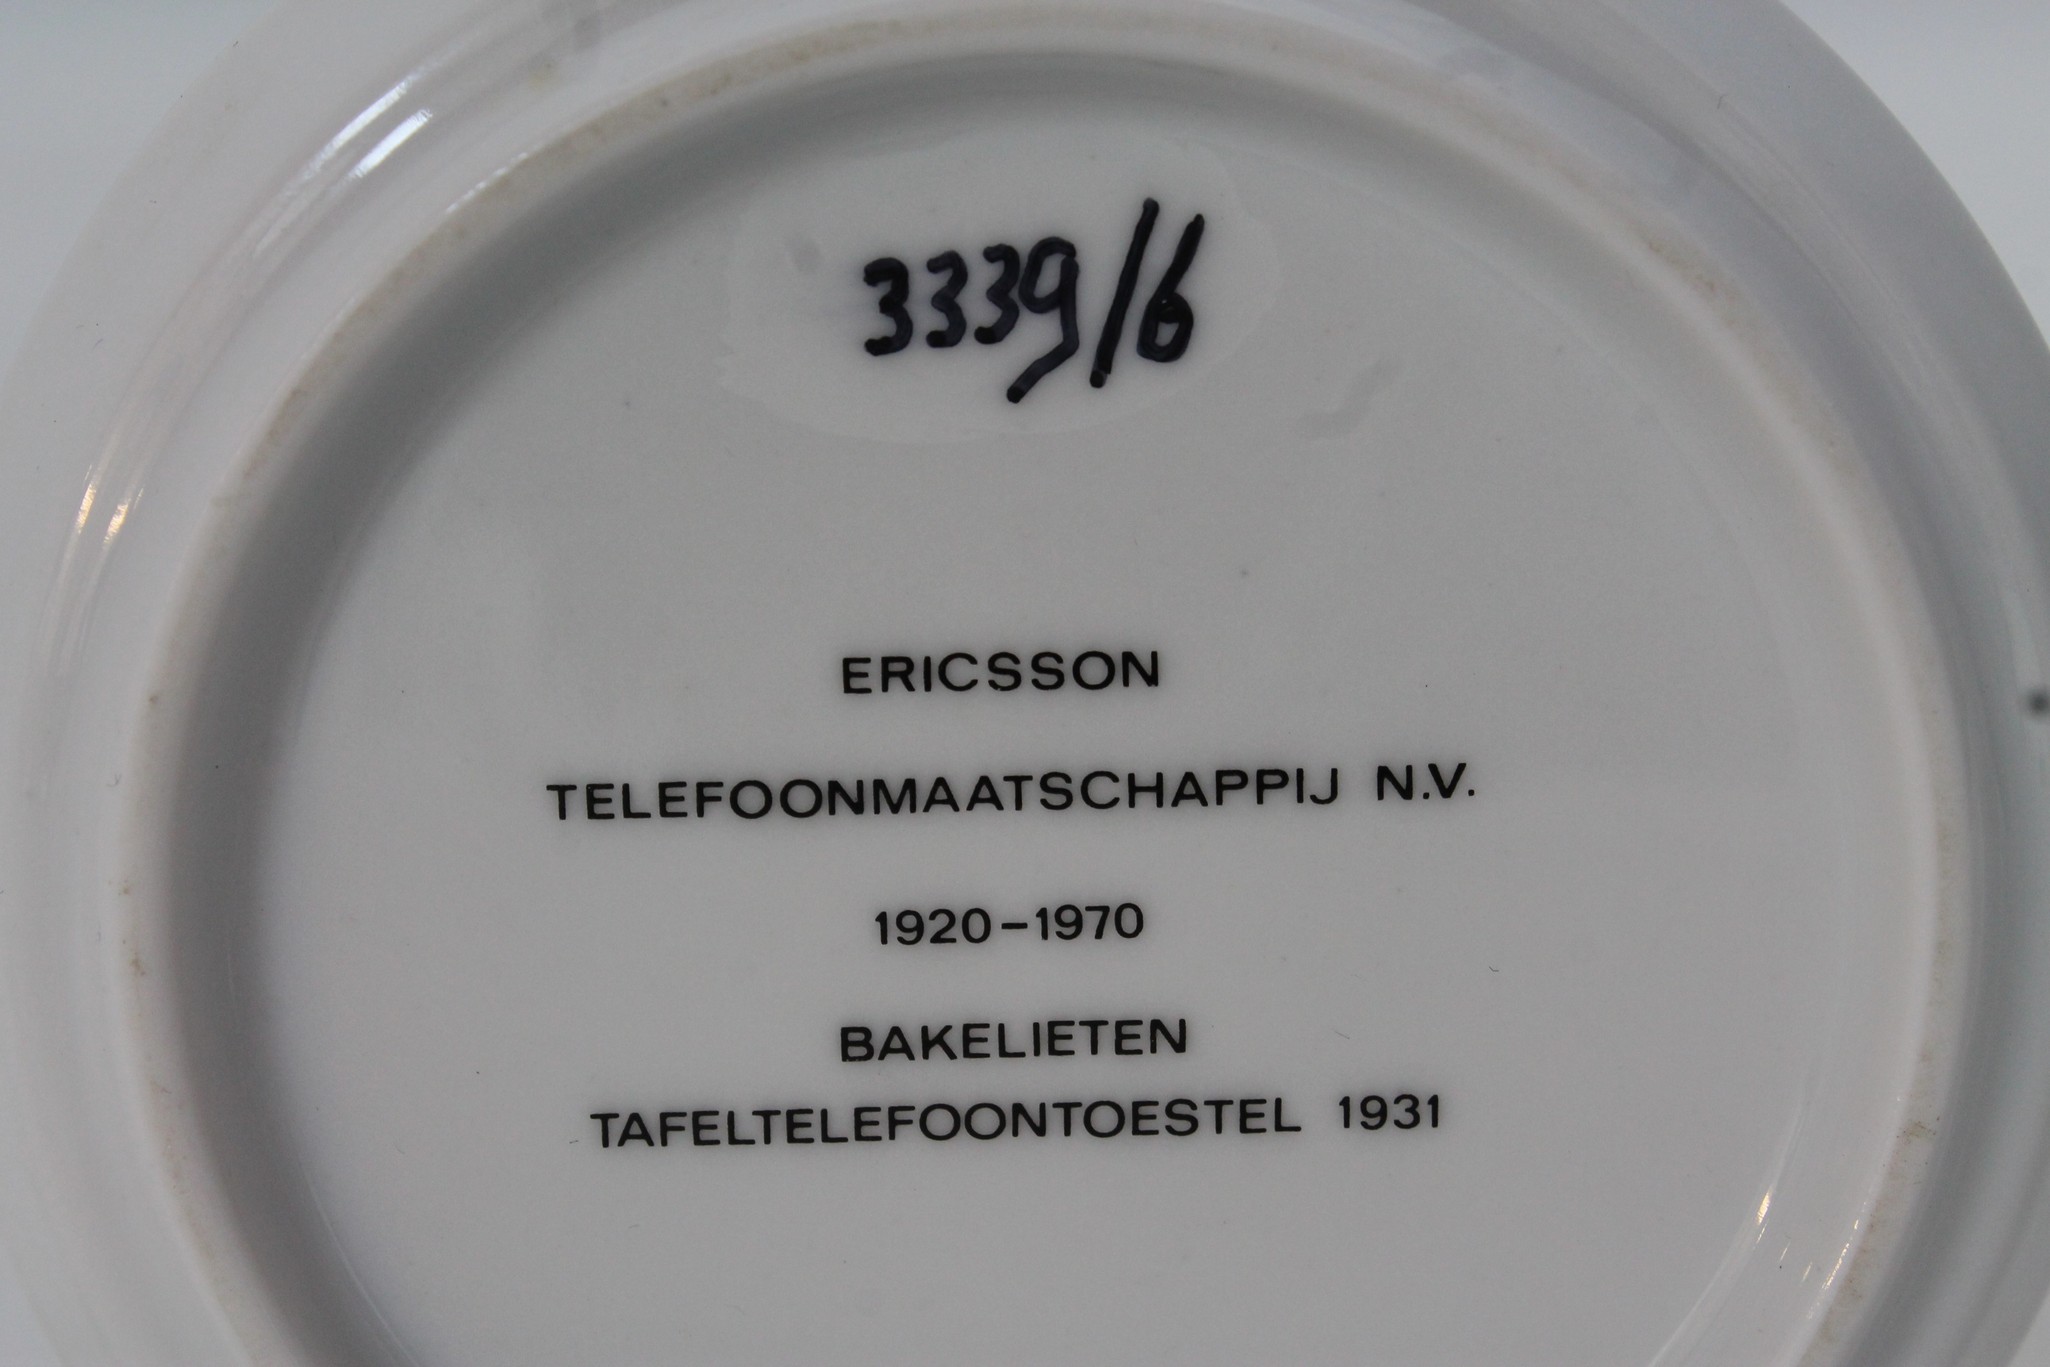 3339/6
ERICSSON
TELEFOONMAATSCHAPPIJ N.V.
1920-1970
BAKELIETEN
TAFELTELEFOONTOESTEL 1931